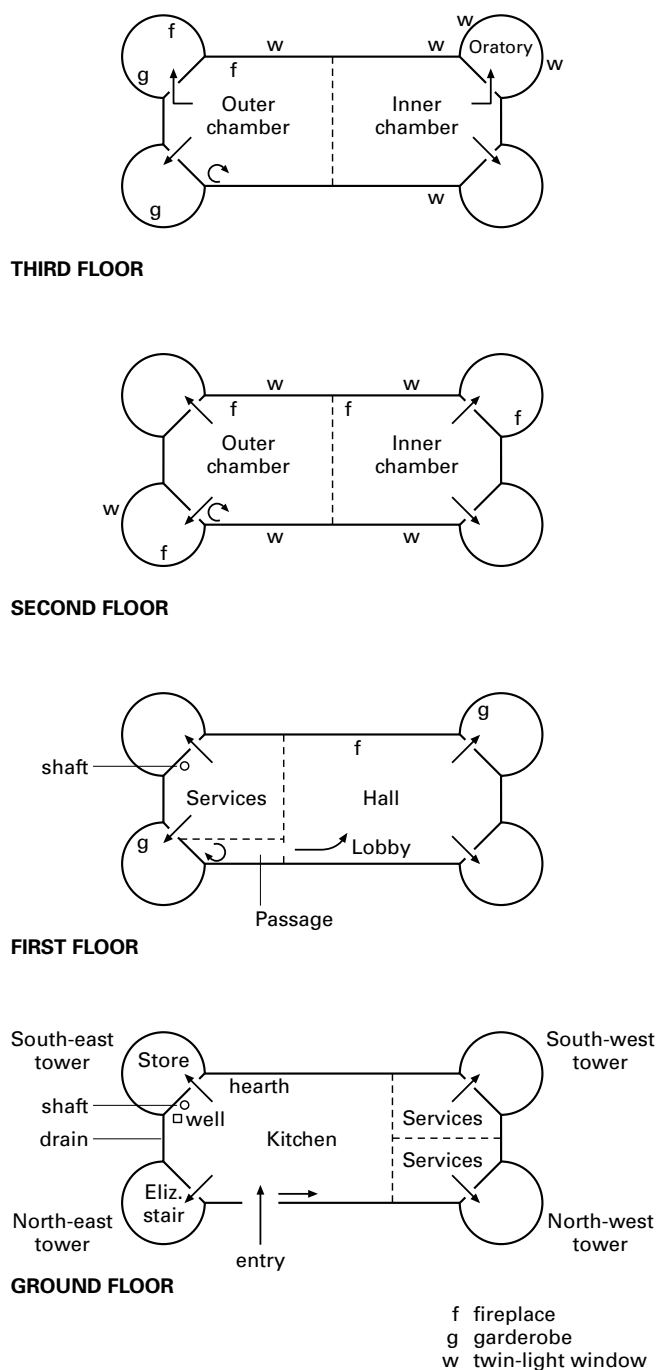 w
f
w
w
Oratory
w
g
f
Outer
chamber
Inner
chamber
g
w
THIRD FLOOR
w
w
f
f
f
Outer
chamber
Inner
chamber
w
f
w
w
SECOND FLOOR
g
f
shaft
Services
Hall
g
Lobby
Passage
FIRST FLOOR
South-east
tower
Store
South-west
tower
hearth
shaft
well
Services
drain
Kitchen
Services
Eliz.
stair
North-east
tower
North-west
tower
entry
GROUND FLOOR
f fireplace
g garderobe
w twin-light window